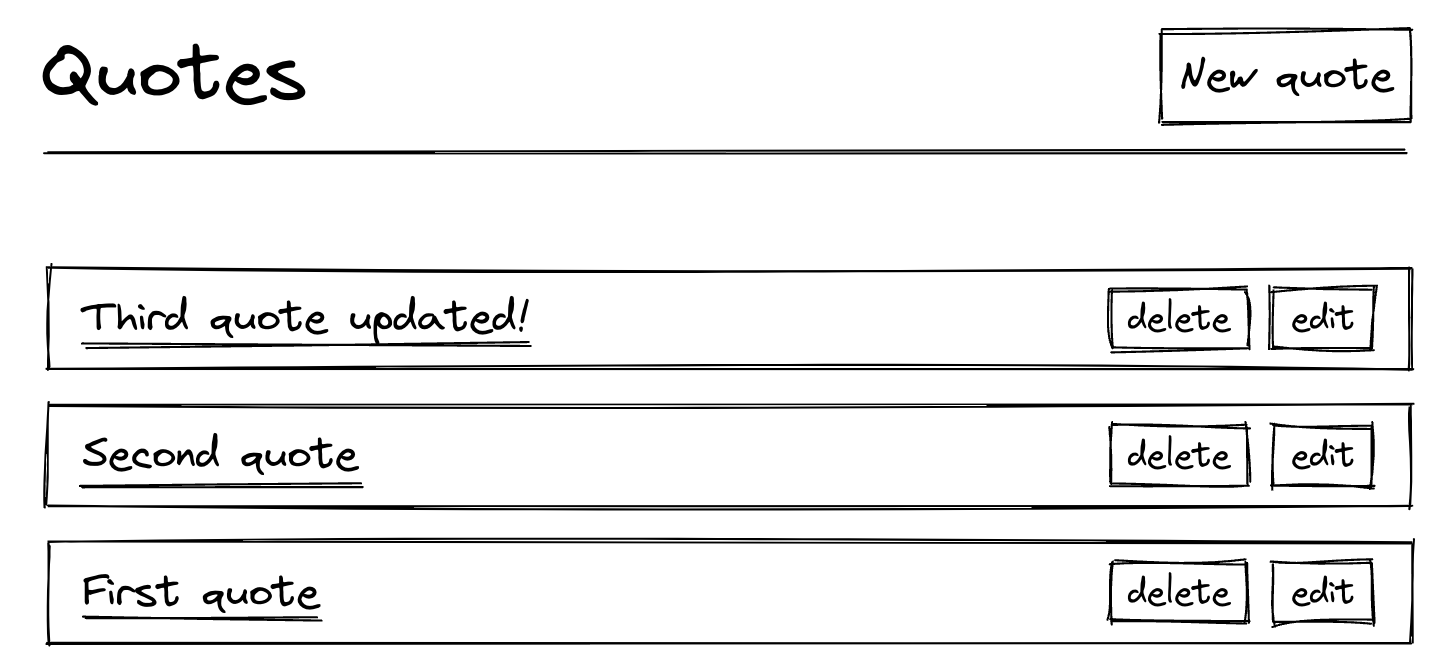 Quotes New quote
Third quote updated! delete edit
Second quote delete edit
First quote delete edit